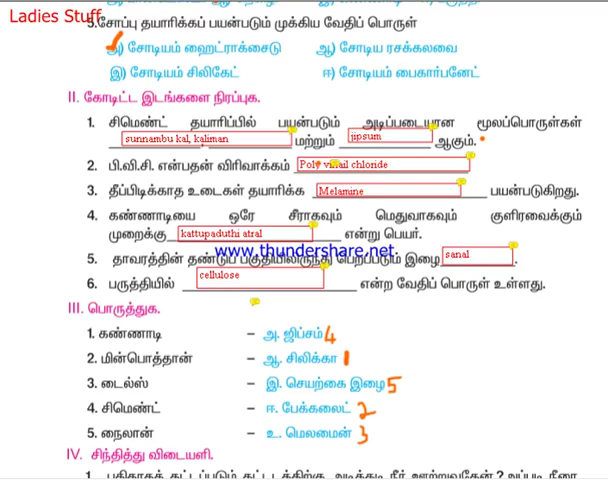 Ladies Stuff
5.சோப்பு தயாரிக்கப் பயன்படும் முக்கிய வேதிப் பொருள்
அ) சோடியம் ஹைட்ராக்சைடு ஆ) சோடிய ரசக்கலவை
இ) சோடியம் சிலிகேட் ஈ) சோடியம் பைகார்பனேட்
II. கோடிட்ட இடங்களை நிரப்புக.
1. சிமெண்ட் தயாரிப்பில் பயன்படும் அடிப்படையான மூலப்பொருள்கள்
sunnambu kal, kaliman மற்றும் jipsum ஆகும்.
2. பி.வி.சி. என்பதன் விரிவாக்கம் Poly vinail chloride
3. தீப்பிடிக்காத உடைகள் தயாரிக்க Melamine பயன்படுகிறது.
4. கண்ணாடியை ஒரே சீராகவும் மெதுவாகவும் குளிரவைக்கும்
முறைக்கு kattupaduthi atral என்று பெயர்.
www.thundershare.net
5. தாவரத்தின் தண்டுப் பகுதியிலிருந்து பெறப்படும் இழை sanal.
6. பருத்தியில் cellulose என்ற வேதிப் பொருள் உள்ளது.
III. பொருத்துக.
1. கண்ணாடி – அ. ஜிப்சம் 4
2. மின்பொத்தான் – ஆ. சிலிக்கா 1
3. டைல்ஸ் – இ. செயற்கை இழை 5
4. சிமெண்ட் – ஈ. பேக்கலைட் 2
5. நைலான் – உ. மெலமைன் 3
IV. சிந்தித்து விடையளி.